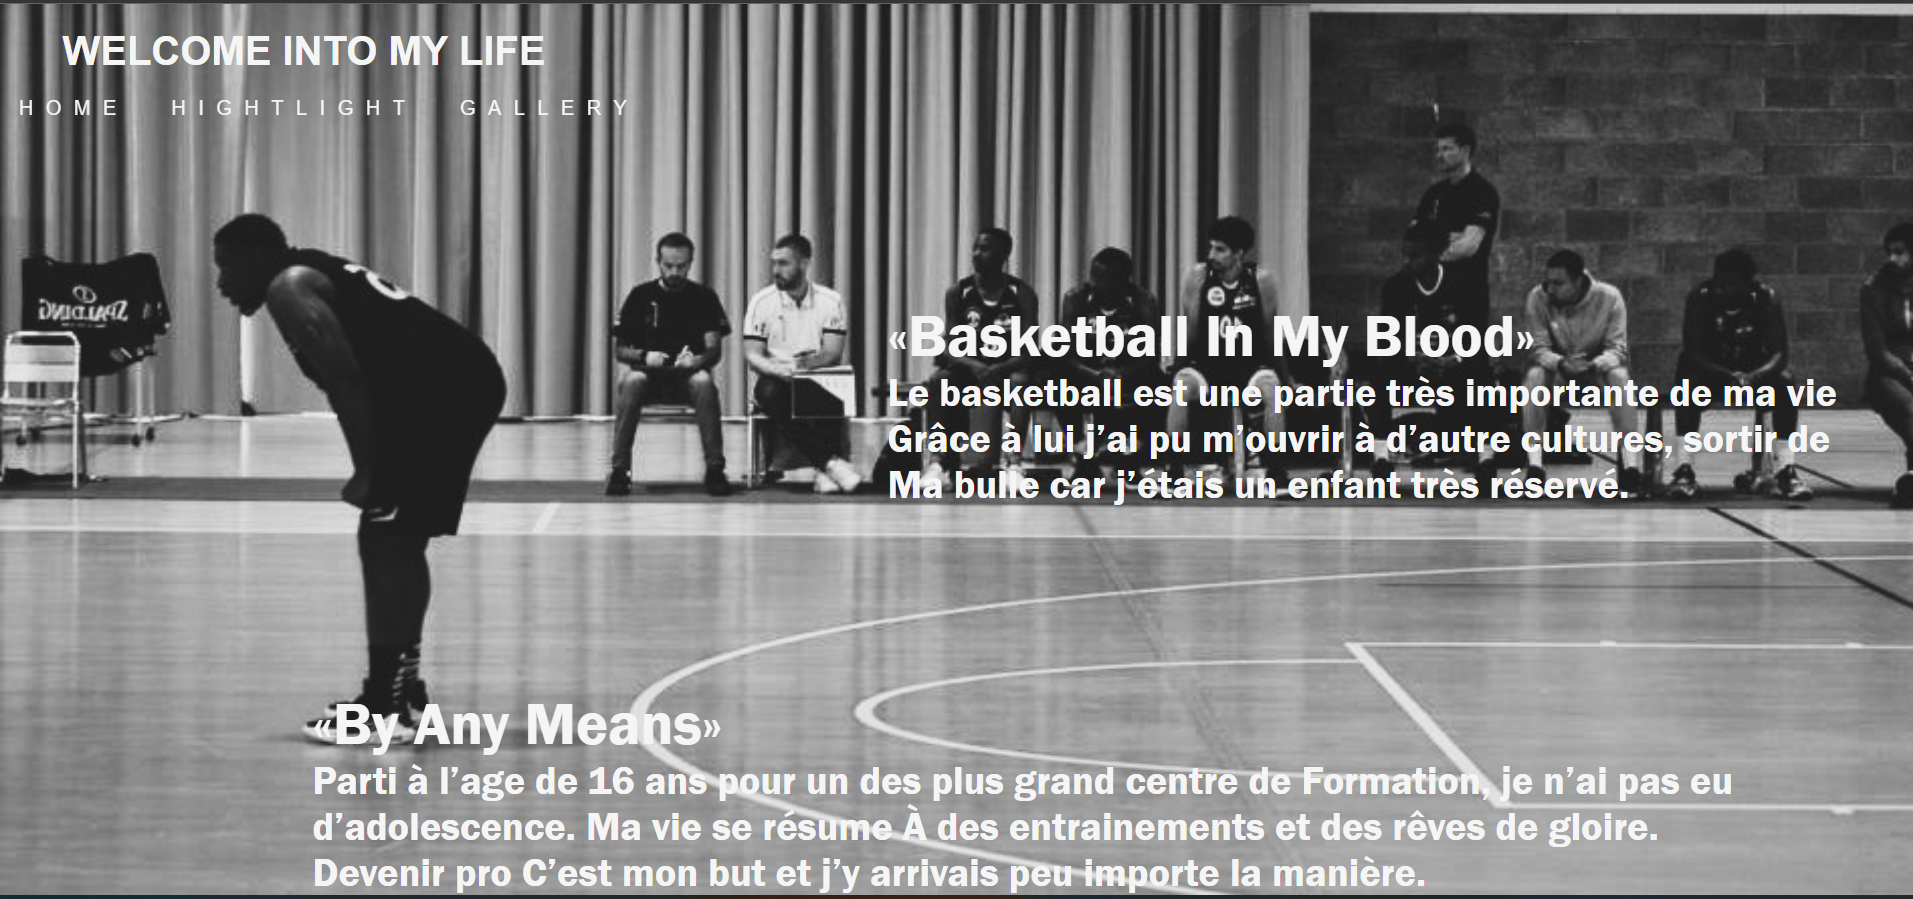 WELCOME INTO MY LIFE
HOME HIGHTLIGHT GALLERY
SPALDING
«Basketball In My Blood»
Le basketball est une partie très importante de ma vie
Grâce à lui j’ai pu m’ouvrir à d’autre cultures, sortir de
Ma bulle car j’étais un enfant très réservé.
«By Any Means»
Parti à l’age de 16 ans pour un des plus grand centre de Formation, je n’ai pas eu
d’adolescence. Ma vie se résume À des entrainements et des rêves de gloire.
Devenir pro C’est mon but et j’y arrivais peu importe la manière.